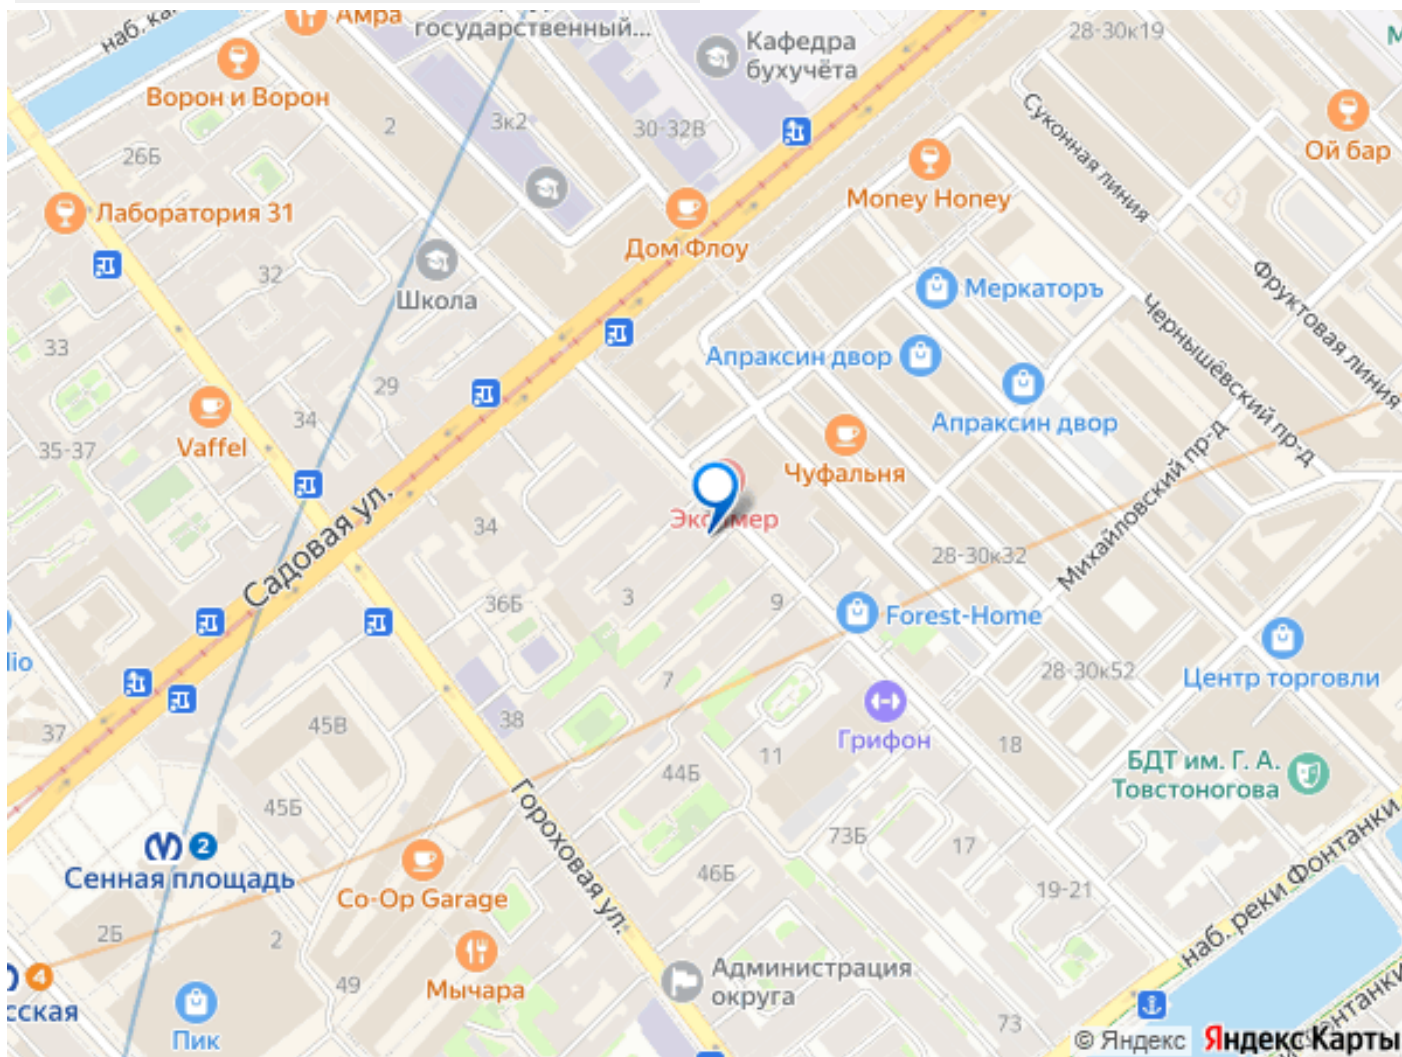 наб. ка
Амра
государственный...
Кафедра
бухучёта
28-30к19
М
Ворон и Ворон
2
3к2
30-32В
26Б
Суконная линия
Ой бар
Money Honey
Лаборатория 31
Дом Флоу
32
Школа
Меркаторъ
Фруктовая линия
Чернышёвский пр-д
33
29
Апраксин двор
Апраксин двор
34
Vaffel
35-37
Чуфальня
Михайловский пр-д
Садовая ул.
34
28-30к32
36Б
3
9
Forest-Home
lio
7
28-30к52
Центр торговли
37
45В
38
Грифон
18
11
44Б
БДТ им. Г. А.
Товстоногова
45Б
Гороховая ул.
73Б
17
2
Сенная площадь
46Б
19-21
Co-Op Garage
наб. реки Фонтанки
2Б
2
4
сская
49
Мычара
Администрация
округа
Пик
73
Фонтанки
© Яндекс
Яндекс Карты